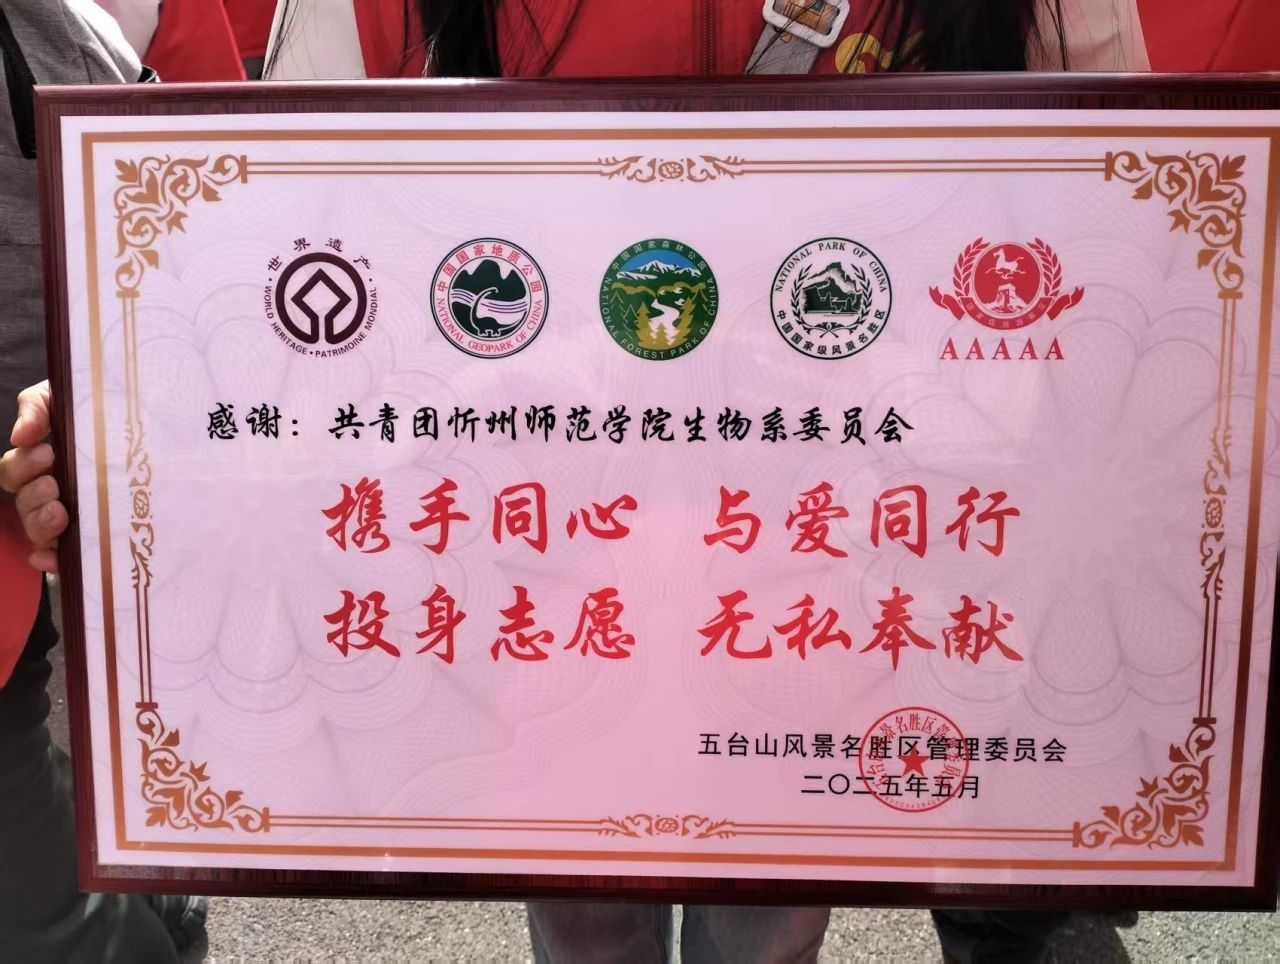 世界遗产
·WORLD HERITAGE·PATRIMOINE MONDIAL·
中国国家地质公园
NATIONAL GEOPARK OF CHINA
中国国家森林公园
NATIONAL FOREST PARK OF CHINA
NATIONAL PARK OF CHINA
中国国家级风景名胜区
AAAAA
感谢：共青团忻州师范学院生物系委员会
携手同心 与爱同行
投身志愿 无私奉献
五台山风景名胜区管理委员会
二〇二五年五月